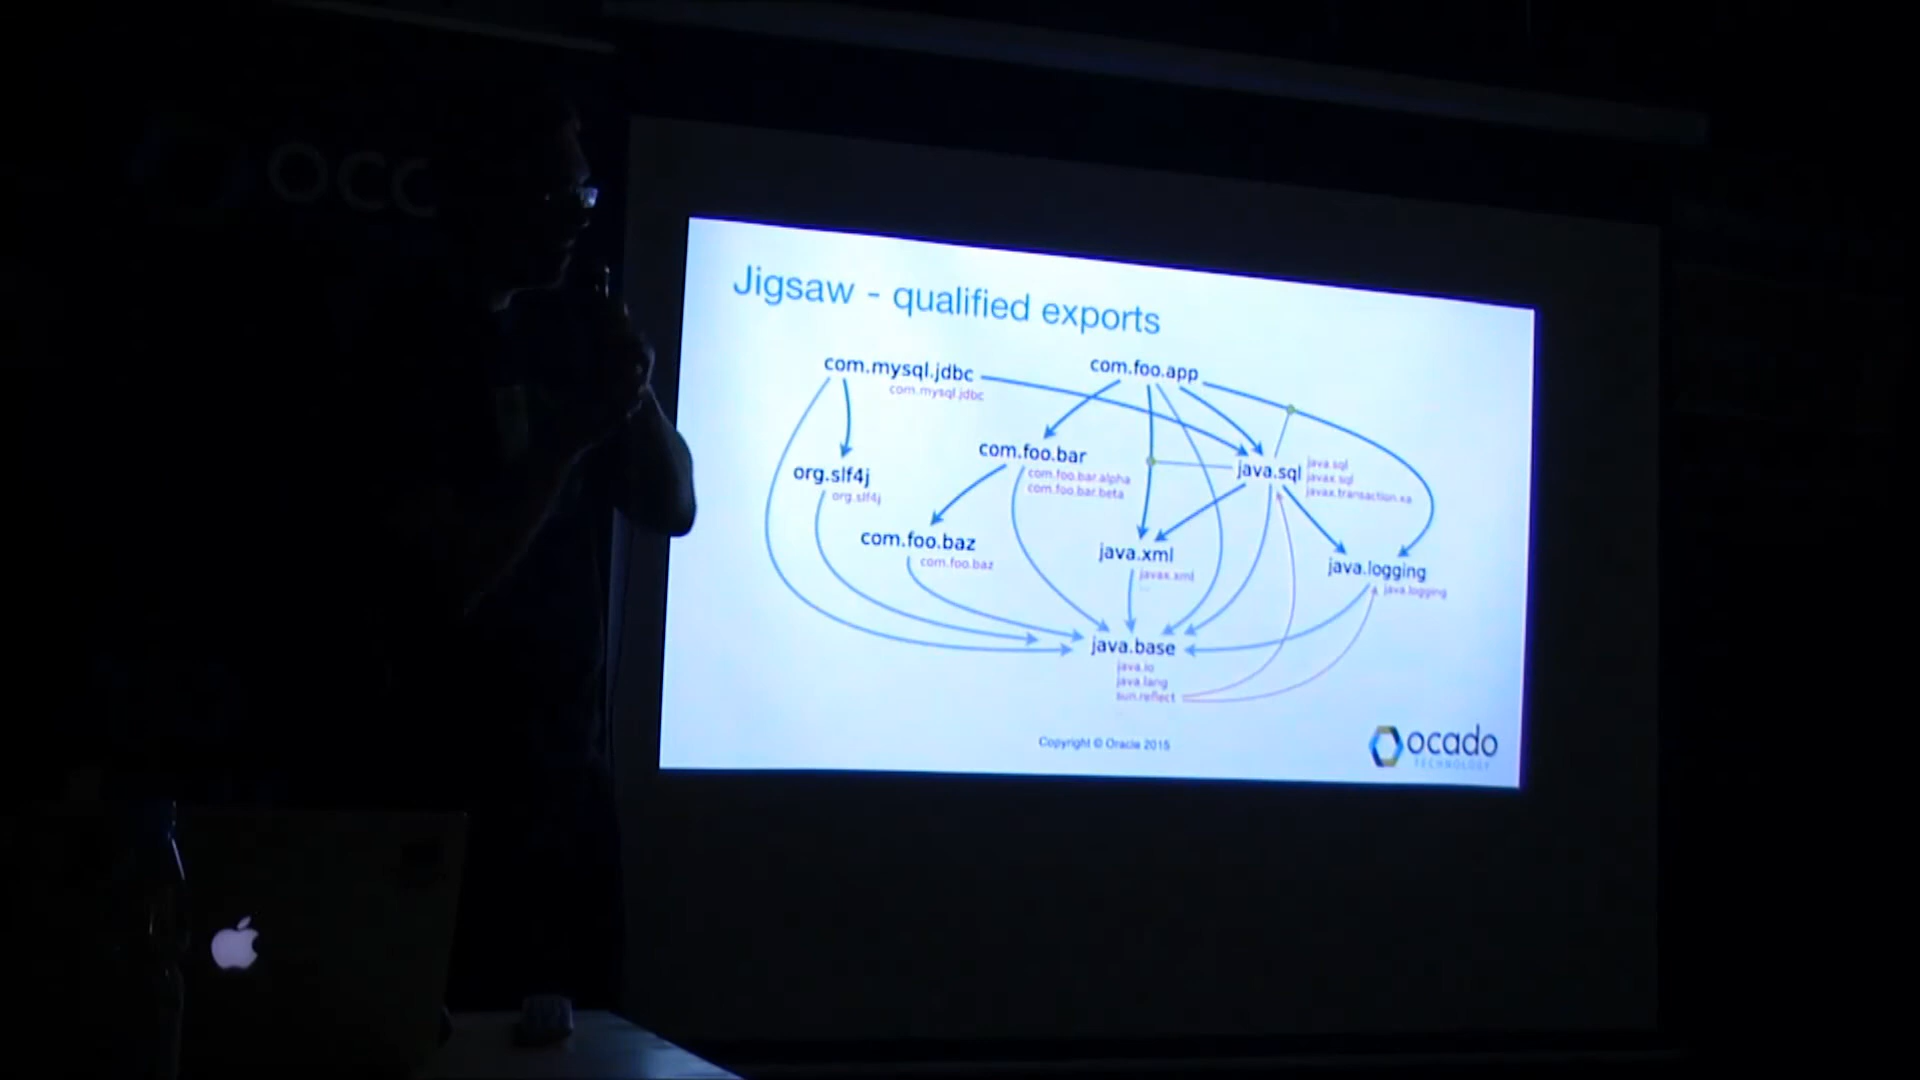 OCC
Jigsaw - qualified exports
com.mysql.jdbc
com.mysql.jdbc
com.foo.app
com.foo.bar
com.foo.bar.alpha
com.foo.bar.beta
org.slf4j
org.slf4j
java.sql
java.sql
javax.sql
javax.transaction.xa
com.foo.baz
com.foo.baz
java.xml
javax.xml
java.logging
java.logging
java.base
java.io
java.lang
sun.reflect
Copyright © Oracle 2015
ocado
TECHNOLOGY